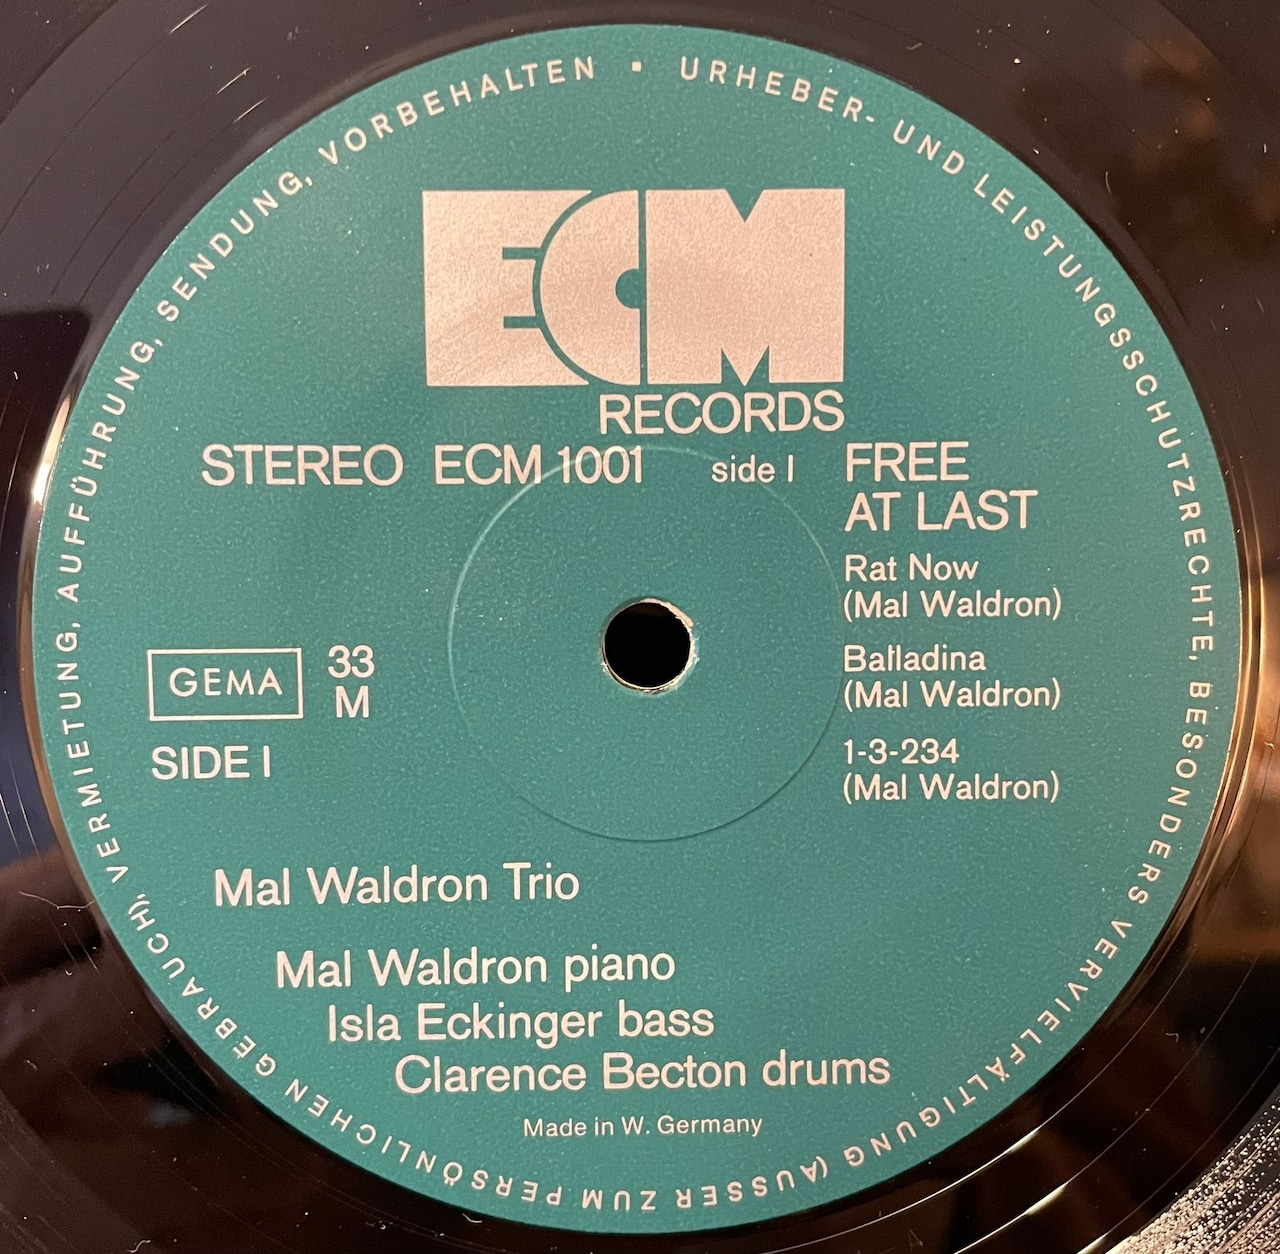 URHEBER- UND LEISTUNGSSCHUTZRECHTE, BESONDERS VERVIELFÄLTIGUNG (AUSSER ZUM PERSÖNLICHEN GEBRAUCH), VERMIETUNG, AUFFÜHRUNG, SENDUNG, VORBEHALTEN •
ECM
RECORDS
STEREO ECM 1001 side I FREE
AT LAST
Rat Now
(Mal Waldron)
Balladina
(Mal Waldron)
1-3-234
(Mal Waldron)
GEMA 33
M
SIDE I
Mal Waldron Trio
Mal Waldron piano
Isla Eckinger bass
Clarence Becton drums
Made in W. Germany